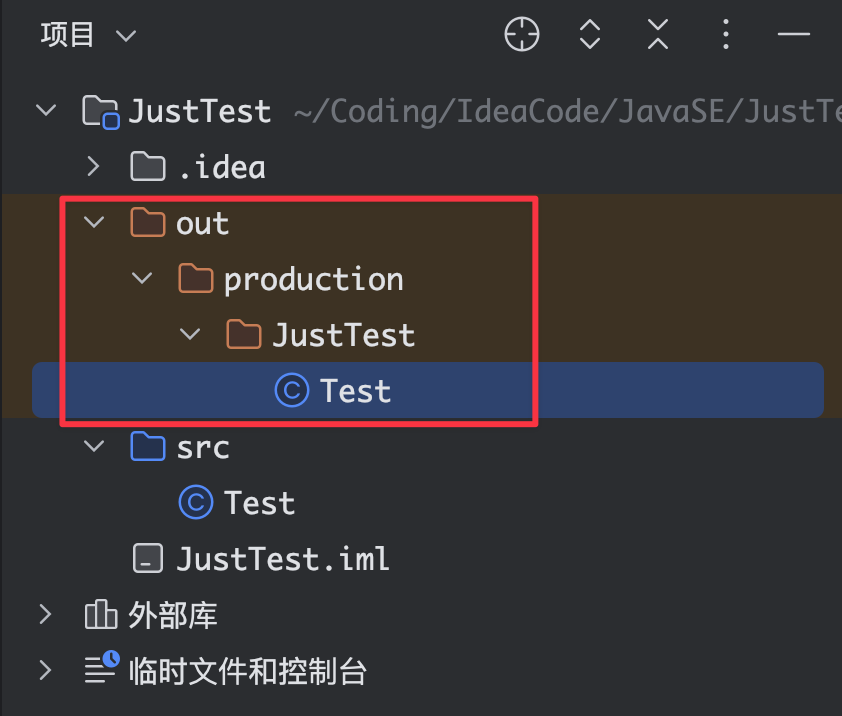 项目
JustTest ~/Coding/IdeaCode/JavaSE/JustTe
.idea
out
production
JustTest
Test
src
Test
JustTest.iml
外部库
临时文件和控制台